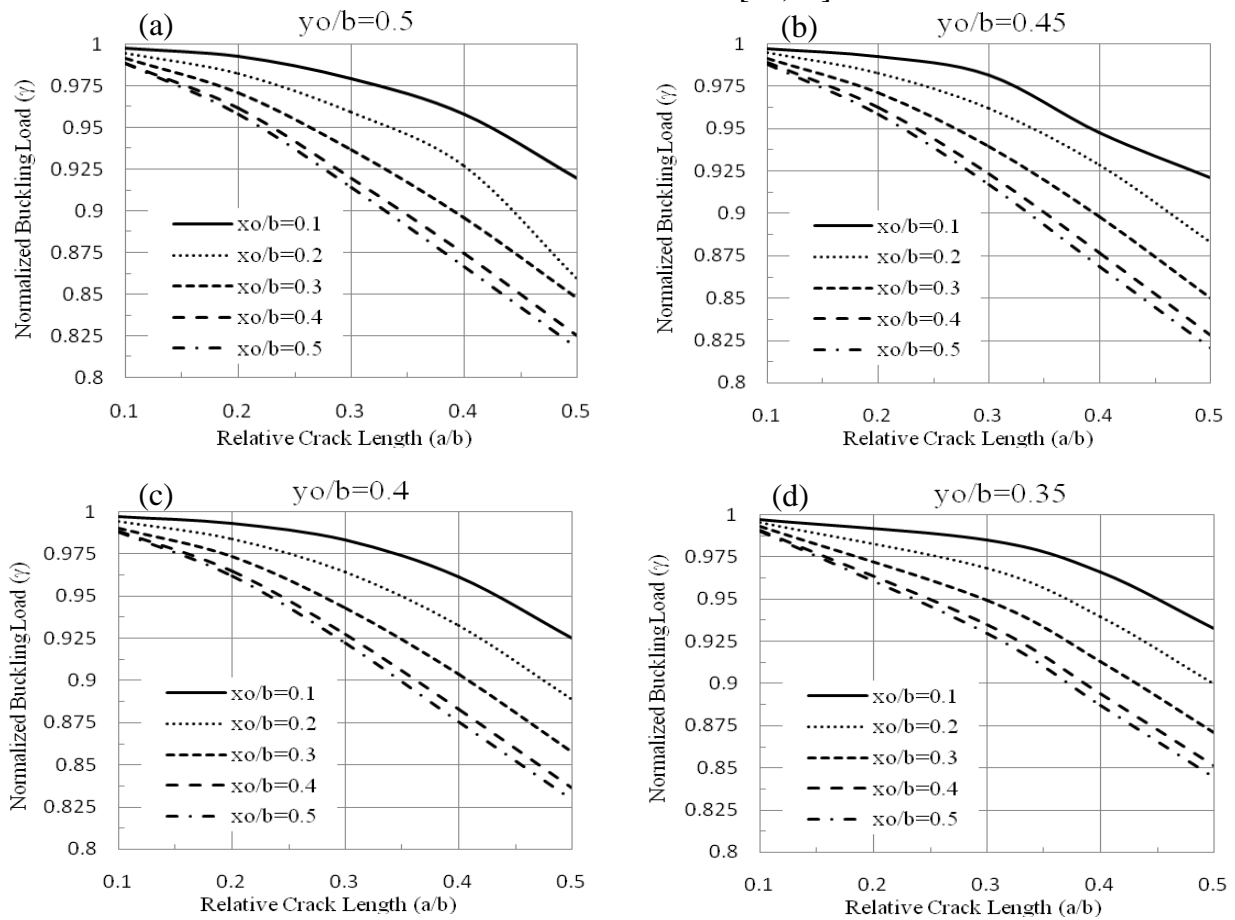 (a) yo/b=0.5
1
0.975
0.95
0.925
0.9
0.875
0.85
0.825
0.8
Normalized Buckling Load (γ)
xo/b=0.1
xo/b=0.2
xo/b=0.3
xo/b=0.4
xo/b=0.5
0.1 0.2 0.3 0.4 0.5
Relative Crack Length (a/b)
(b) yo/b=0.45
1
0.975
0.95
0.925
0.9
0.875
0.85
0.825
0.8
Normalized Buckling Load (γ)
xo/b=0.1
xo/b=0.2
xo/b=0.3
xo/b=0.4
xo/b=0.5
0.1 0.2 0.3 0.4 0.5
Relative Crack Length (a/b)
(c) yo/b=0.4
1
0.975
0.95
0.925
0.9
0.875
0.85
0.825
0.8
Normalized Buckling Load (γ)
xo/b=0.1
xo/b=0.2
xo/b=0.3
xo/b=0.4
xo/b=0.5
0.1 0.2 0.3 0.4 0.5
Relative Crack Length (a/b)
(d) yo/b=0.35
1
0.975
0.95
0.925
0.9
0.875
0.85
0.825
0.8
Normalized Buckling Load (γ)
xo/b=0.1
xo/b=0.2
xo/b=0.3
xo/b=0.4
xo/b=0.5
0.1 0.2 0.3 0.4 0.5
Relative Crack Length (a/b)